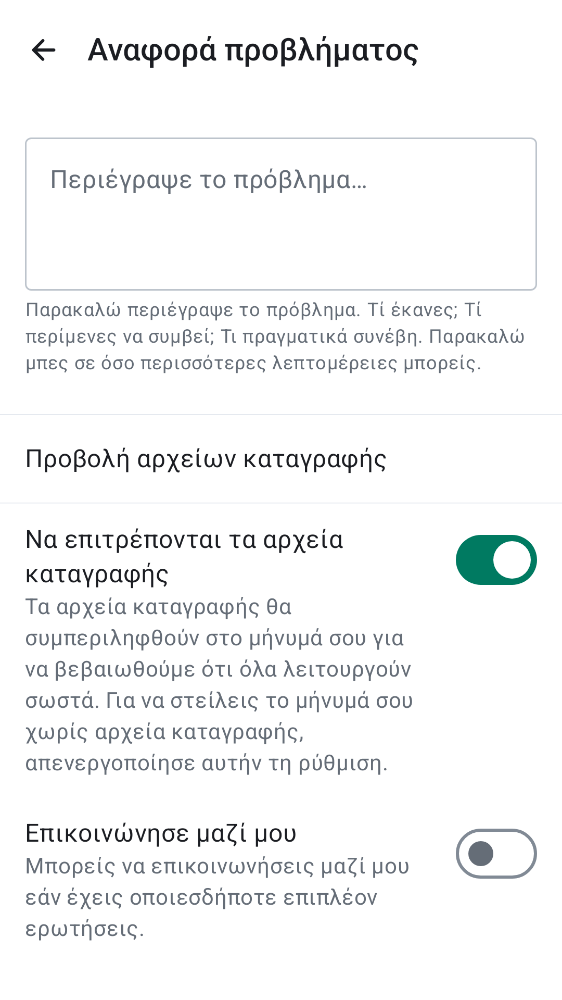 Αναφορά προβλήματος
Περιέγραψε το πρόβλημα…
Παρακαλώ περιέγραψε το πρόβλημα. Τί έκανες; Τί
περίμενες να συμβεί; Τι πραγματικά συνέβη. Παρακαλώ
μπες σε όσο περισσότερες λεπτομέρειες μπορείς.
Προβολή αρχείων καταγραφής
Να επιτρέπονται τα αρχεία
καταγραφής
Τα αρχεία καταγραφής θα
συμπεριληφθούν στο μήνυμά σου για
να βεβαιωθούμε ότι όλα λειτουργούν
σωστά. Για να στείλεις το μήνυμά σου
χωρίς αρχεία καταγραφής,
απενεργοποίησε αυτήν τη ρύθμιση.
Επικοινώνησε μαζί μου
Μπορείς να επικοινωνήσεις μαζί μου
εάν έχεις οποιεσδήποτε επιπλέον
ερωτήσεις.